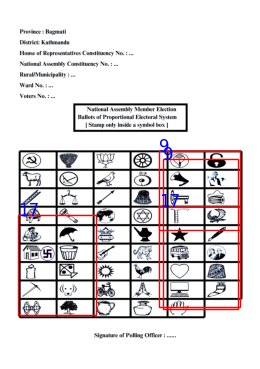 Province : Bagmati
District: Kathmandu
House of Representatives Constituency No. : ...
National Assembly Constituency No. : ...
Rural/Municipality : ...
Ward No. : ...
Voters No. : ...
National Assembly Member Election
Ballots of Proportional Electoral System
[ Stamp only inside a symbol box ]
9
9
17
17
Signature of Polling Officer : ......